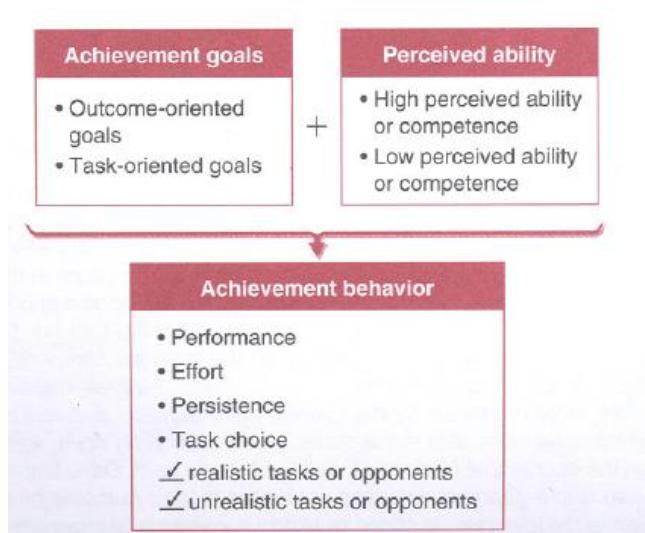 Achievement goals
• Outcome-oriented
goals
• Task-oriented goals
+
Perceived ability
• High perceived ability
or competence
• Low perceived ability
or competence
Achievement behavior
• Performance
• Effort
• Persistence
• Task choice
✓ realistic tasks or opponents
✓ unrealistic tasks or opponents